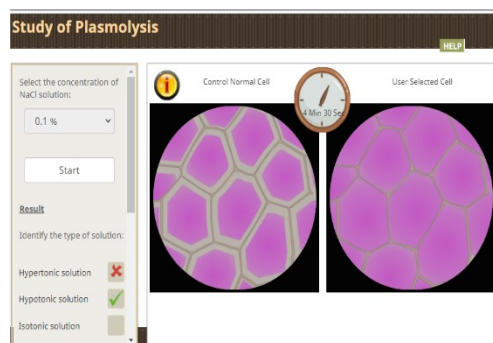 Study of Plasmolysis
HELP
Select the concentration of
NaCl solution:
0.1 %
Start
Result
Identify the type of solution:
Hypertonic solution
Hypotonic solution
Isotonic solution
Control Normal Cell
User Selected Cell
4 Min 30 Sec